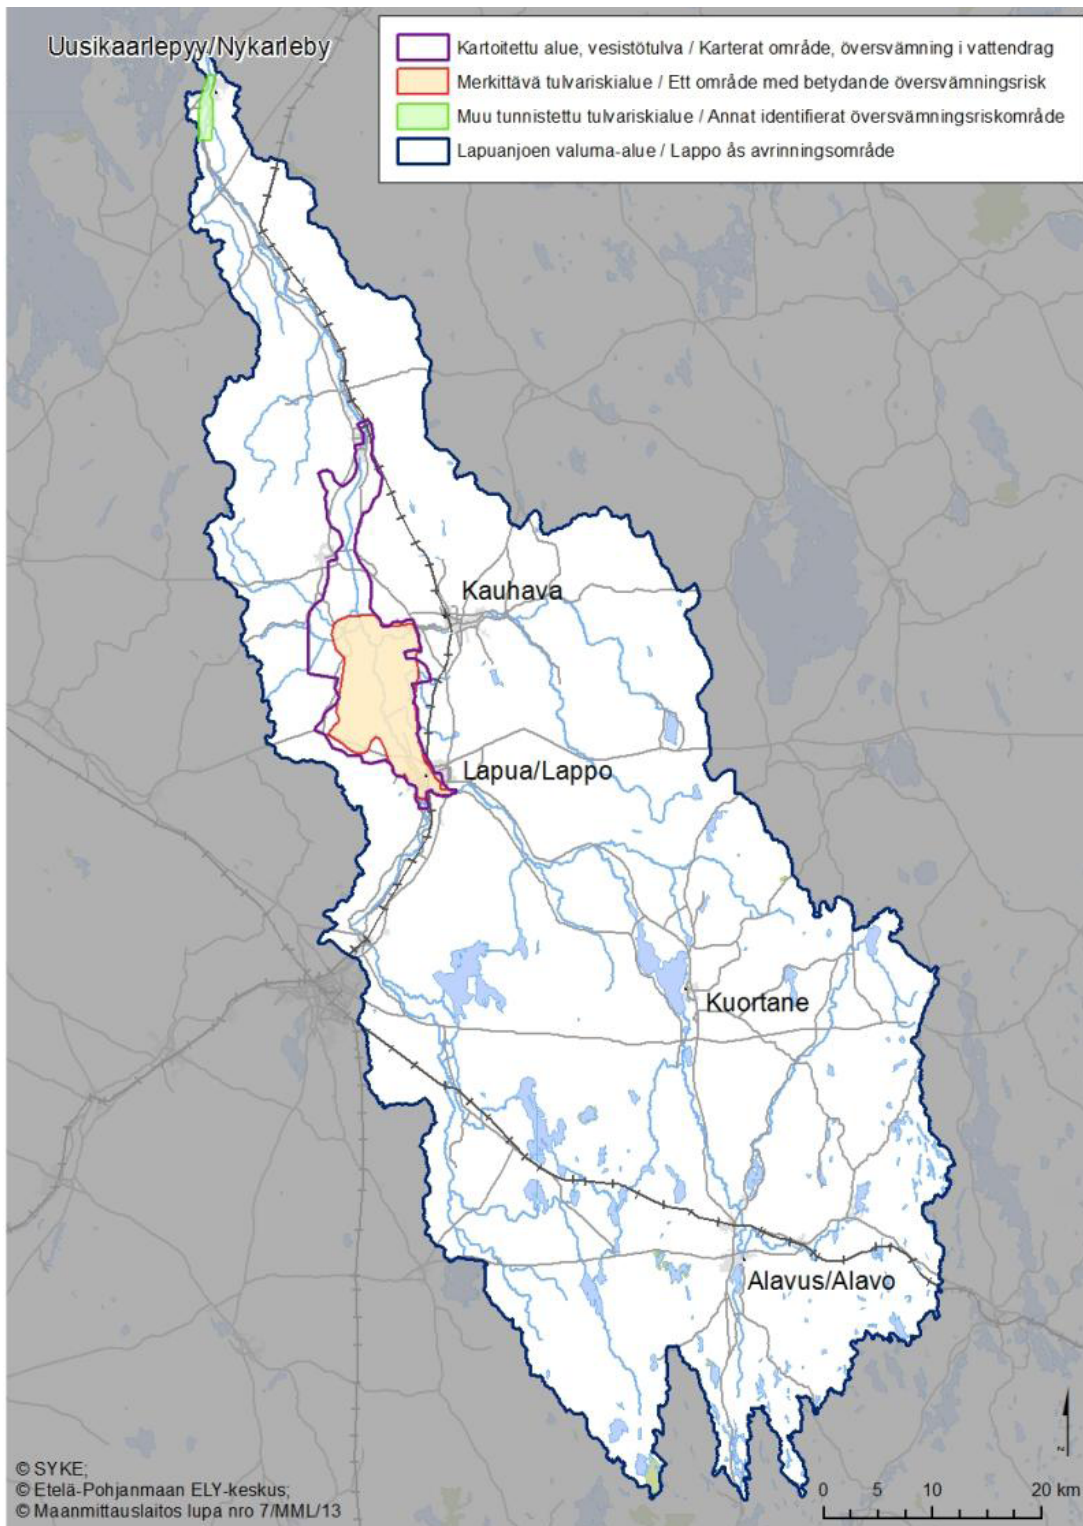 Uusikaarlepyy/Nykarleby
Kartoitettu alue, vesistötulva / Karterat område, översvämning i vattendrag
Merkittävä tulvariskialue / Ett område med betydande översvämningsrisk
Muu tunnistettu tulvariskialue / Annat identifierat översvämningsriskområde
Lapuanjoen valuma-alue / Lappo ås avrinningsområde
Kauhava
Lapua/Lappo
Kuortane
Alavus/Alavo
© SYKE;
© Etelä-Pohjanmaan ELY-keskus;
© Maanmittauslaitos lupa nro 7/MML/13
N
0 5 10 20 km